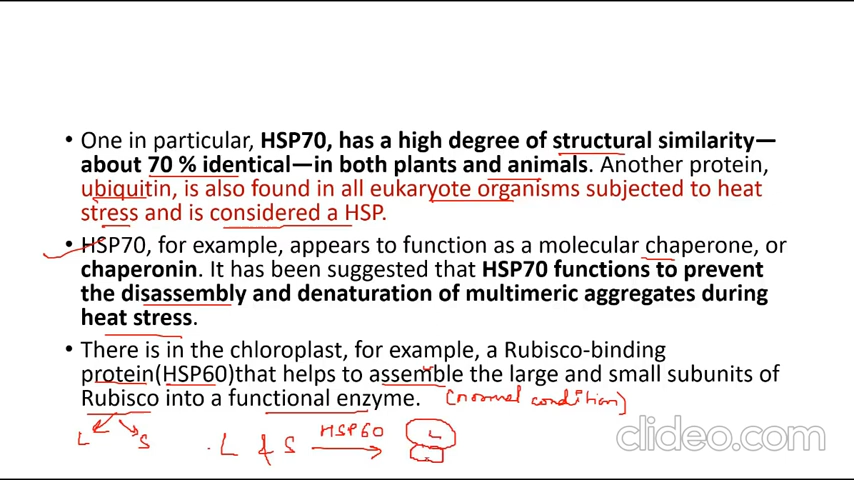 • One in particular, HSP70, has a high degree of structural similarity—
about 70 % identical—in both plants and animals. Another protein,
ubiquitin, is also found in all eukaryote organisms subjected to heat
stress and is considered a HSP.
• HSP70, for example, appears to function as a molecular chaperone, or
chaperonin. It has been suggested that HSP70 functions to prevent
the disassembly and denaturation of multimeric aggregates during
heat stress.
• There is in the chloroplast, for example, a Rubisco-binding
protein(HSP60)that helps to assemble the large and small subunits of
Rubisco into a functional enzyme. (normal condition)
L S
L & S HSP60 L
clideo.com